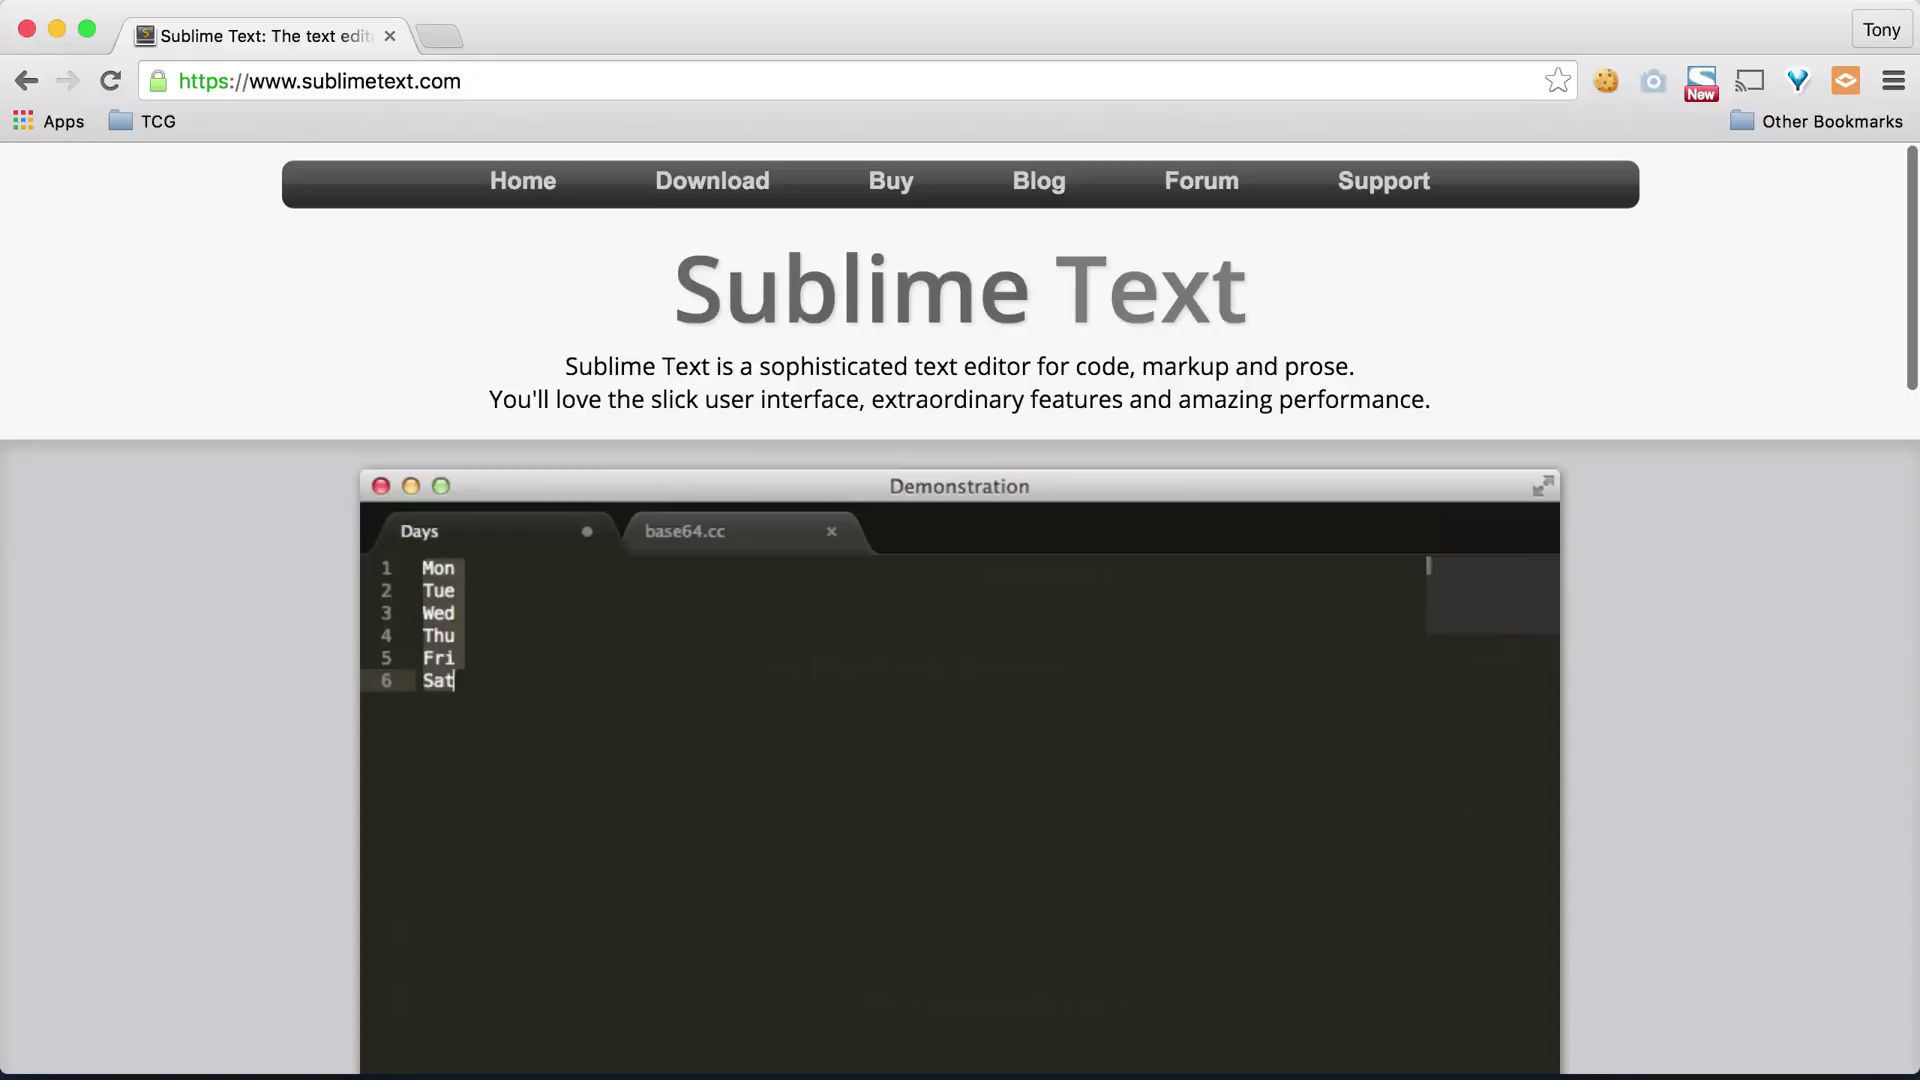 Sublime Text: The text edit
Tony
https://www.sublimetext.com
New
Apps
TCG
Other Bookmarks
Home
Download
Buy
Blog
Forum
Support
Sublime Text
Sublime Text is a sophisticated text editor for code, markup and prose.
You'll love the slick user interface, extraordinary features and amazing performance.
Demonstration
Days
base64.cc
1 Mon
2 Tue
3 Wed
4 Thu
5 Fri
6 Sat